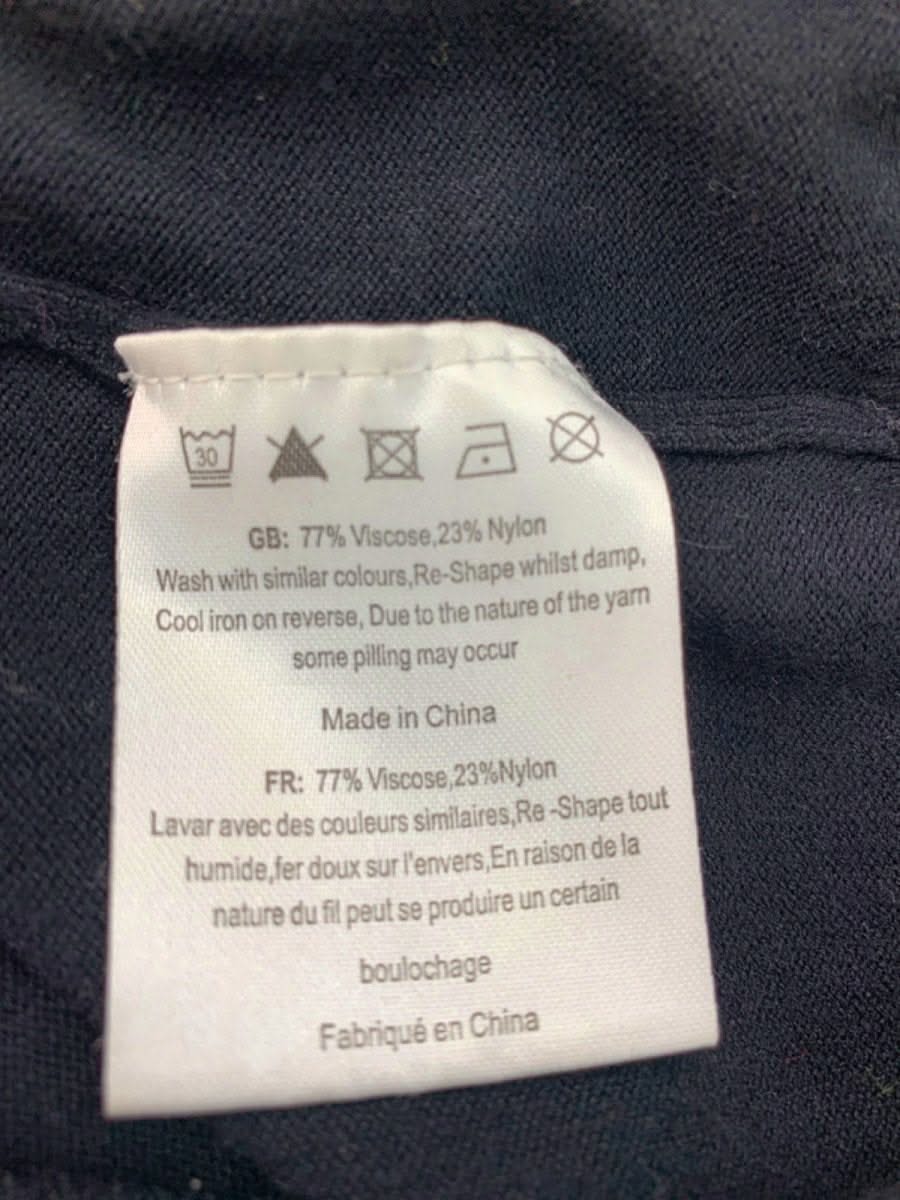 30
GB: 77% Viscose,23% Nylon
Wash with similar colours,Re-Shape whilst damp,
Cool iron on reverse, Due to the nature of the yarn
some pilling may occur
Made in China
FR: 77% Viscose,23%Nylon
Lavar avec des couleurs similaires,Re -Shape tout
humide,fer doux sur l'envers,En raison de la
nature du fil peut se produire un certain
boulochage
Fabriqué en China